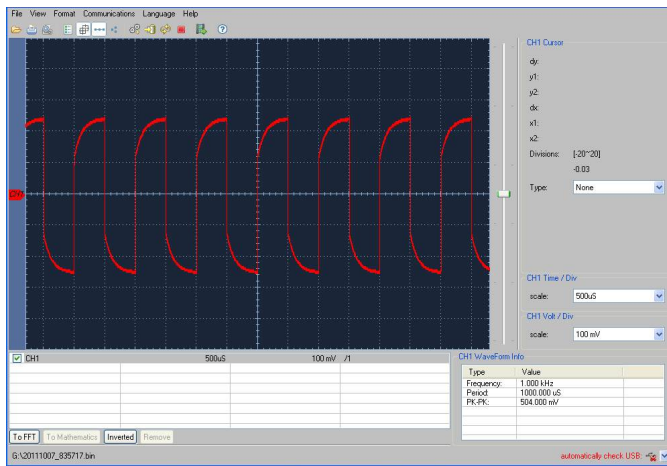 File View Format Communications Language Help
CH1 Cursor
dy:
y1:
y2:
dx:
x1:
x2:
Divisions: [-20~20]
-0.03
Type: None
CH1 Time / Div
scale: 500uS
CH1 Volt / Div
scale: 100 mV
CH1 500uS 100 mV /1
CH1 WaveForm Info
Type Value
Frequency: 1.000 kHz
Period: 1000.000 uS
PK-PK: 504.000 mV
To FFT To Mathematics Inverted Remove
G:\20111007_835717.bin
automatically check USB: